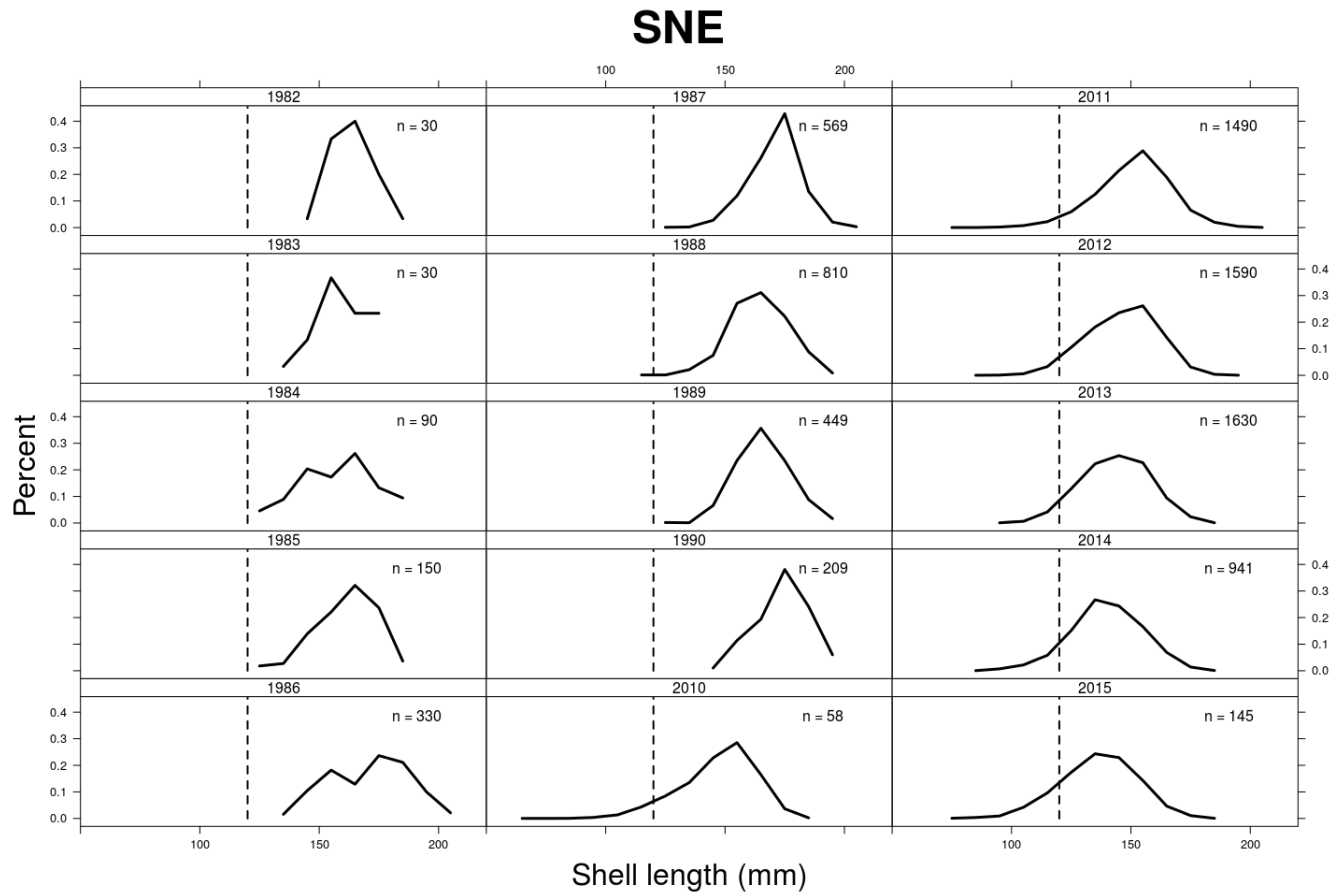 SNE
100 150 200
1982 1987 2011
0.4 n = 30 n = 569 n = 1490
0.3
0.2
0.1
0.0
1983 1988 2012
n = 30 n = 810 n = 1590 0.4
0.3
0.2
0.1
0.0
1984 1989 2013
0.4 n = 90 n = 449 n = 1630
0.3
0.2
0.1
0.0
Percent
1985 1990 2014
n = 150 n = 209 n = 941 0.4
0.3
0.2
0.1
0.0
1986 2010 2015
0.4 n = 330 n = 58 n = 145
0.3
0.2
0.1
0.0
100 150 200 100 150 200
Shell length (mm)